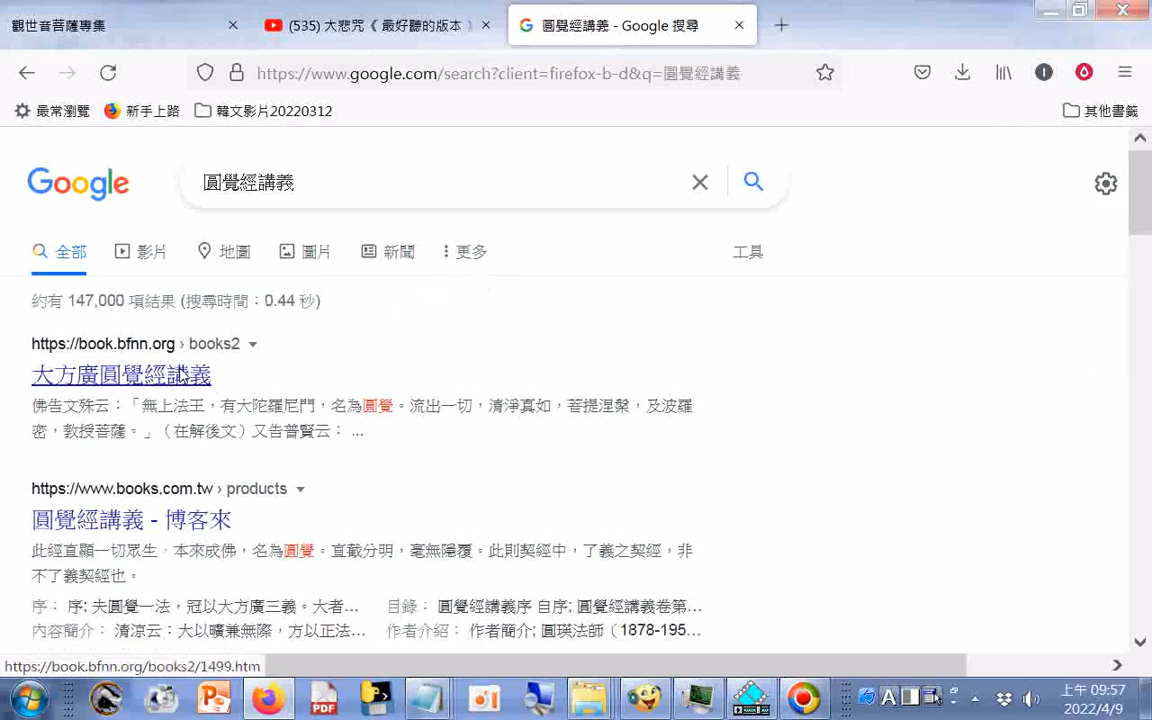 觀世音菩薩專集
(535) 大悲咒《 最好聽的版本 》
圓覺經講義 - Google 搜尋
https://www.google.com/search?client=firefox-b-d&q=圓覺經講義
最常瀏覽
新手上路
韓文影片20220312
其他書籤
Google
圓覺經講義
全部
影片
地圖
圖片
新聞
更多
工具
約有 147,000 項結果 (搜尋時間：0.44 秒)
https://book.bfnn.org › books2
大方廣圓覺經講義
佛告文殊云：「無上法王，有大陀羅尼門，名為圓覺。流出一切，清淨真如，菩提涅槃，及波羅
密，教授菩薩。」（在解後文）又告普賢云： ...
https://www.books.com.tw › products
圓覺經講義 - 博客來
此經直顯一切眾生．本來成佛，名為圓覺。直截分明，毫無隱覆。此則契經中，了義之契經，非
不了義契經也。
序： 序; 夫圓覺一法，冠以大方廣三義。大者...
目錄： 圓覺經講義序 自序; 圓覺經講義卷第...
內容簡介： 清涼云：大以曠兼無際，方以正法...
作者介紹： 作者簡介; 圓瑛法師（1878-195...
https://book.bfnn.org/books2/1499.htm
PDF
A
上午 09:57
2022/4/9